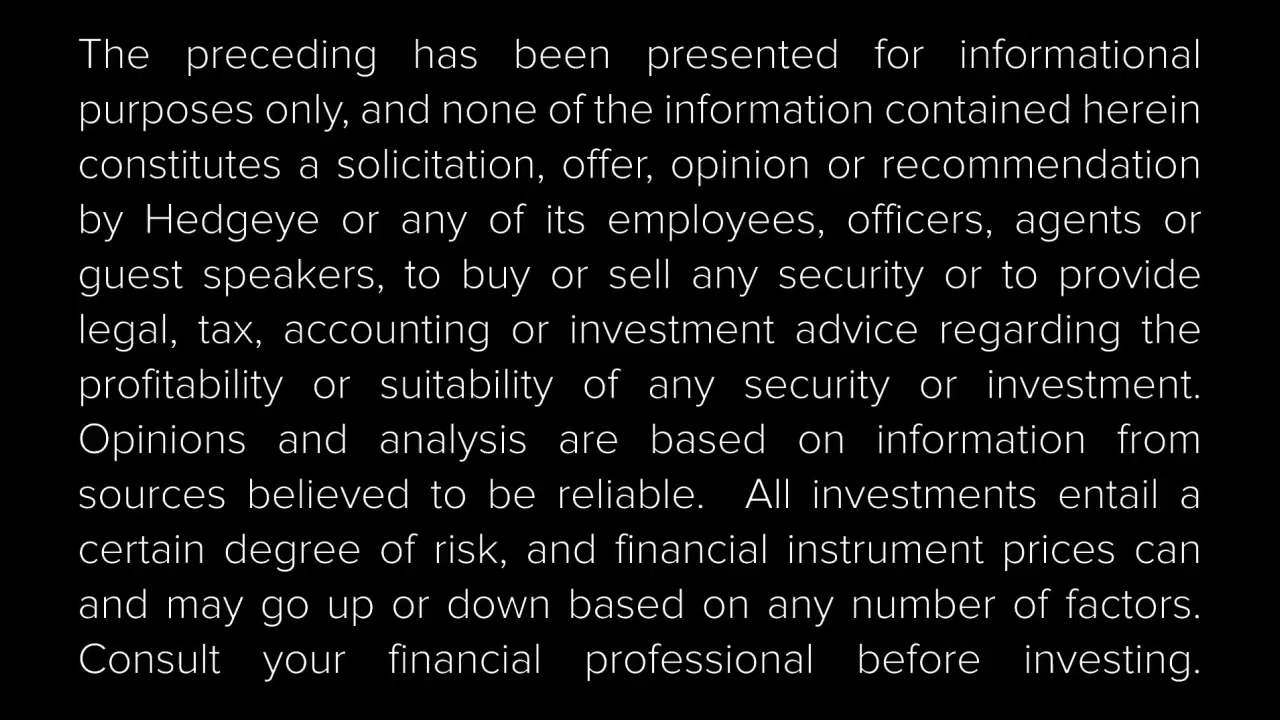 The preceding has been presented for informational
purposes only, and none of the information contained herein
constitutes a solicitation, offer, opinion or recommendation
by Hedgeye or any of its employees, officers, agents or
guest speakers, to buy or sell any security or to provide
legal, tax, accounting or investment advice regarding the
profitability or suitability of any security or investment.
Opinions and analysis are based on information from
sources believed to be reliable.  All investments entail a
certain degree of risk, and financial instrument prices can
and may go up or down based on any number of factors.
Consult your financial professional before investing.